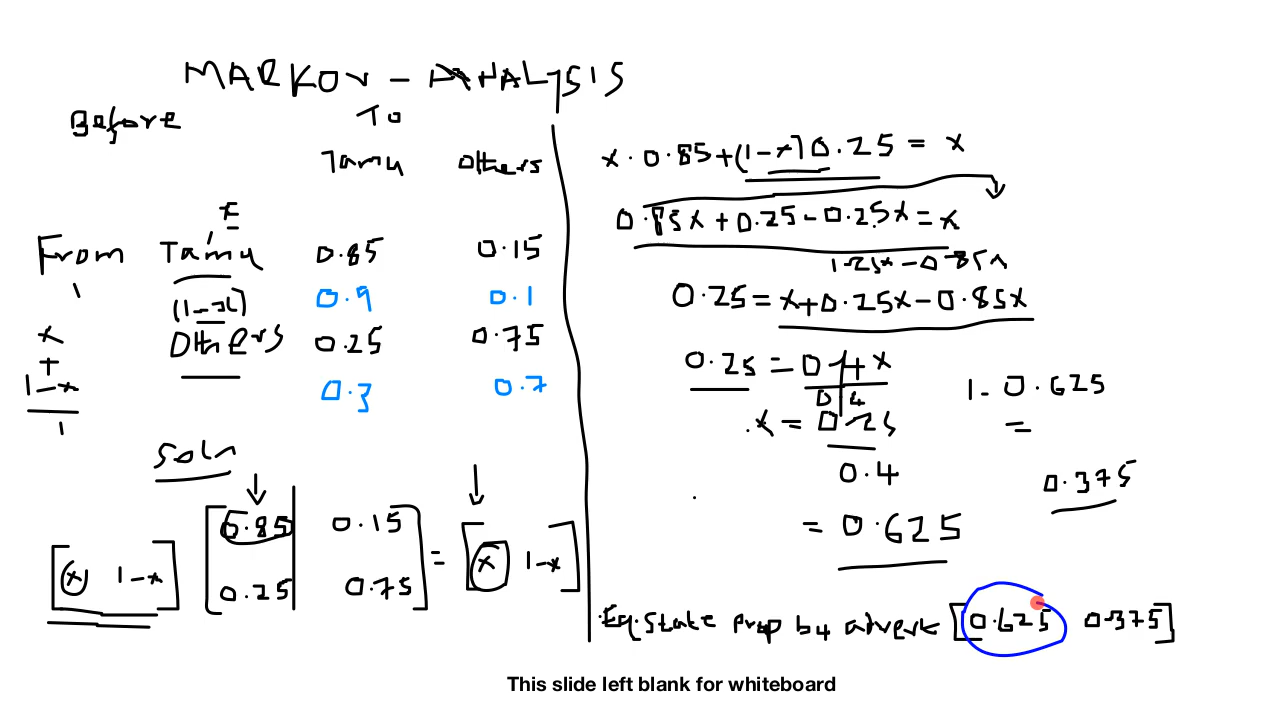 MARKOV - ANALYSIS
Before
To
Tamu Others
x
From Tamu 0.85 0.15
(1-x) 0.9 0.1
Others 0.25 0.75
0.3 0.7
x
+
1-x
1
Soln
[x 1-x] [0.85 0.15 = [x 1-x]
0.25 0.75]
x . 0.85 + (1-x) 0.25 = x
0.85x + 0.25 - 0.25x = x
1.25x - 0.85x
0.25 = x + 0.25x - 0.85x
0.25 = 0.4x
0.4
x = 0.25
0.4
= 0.625
1 - 0.625
=
0.375
Eq. State prop b4 advert [0.625 0.375]
This slide left blank for whiteboard